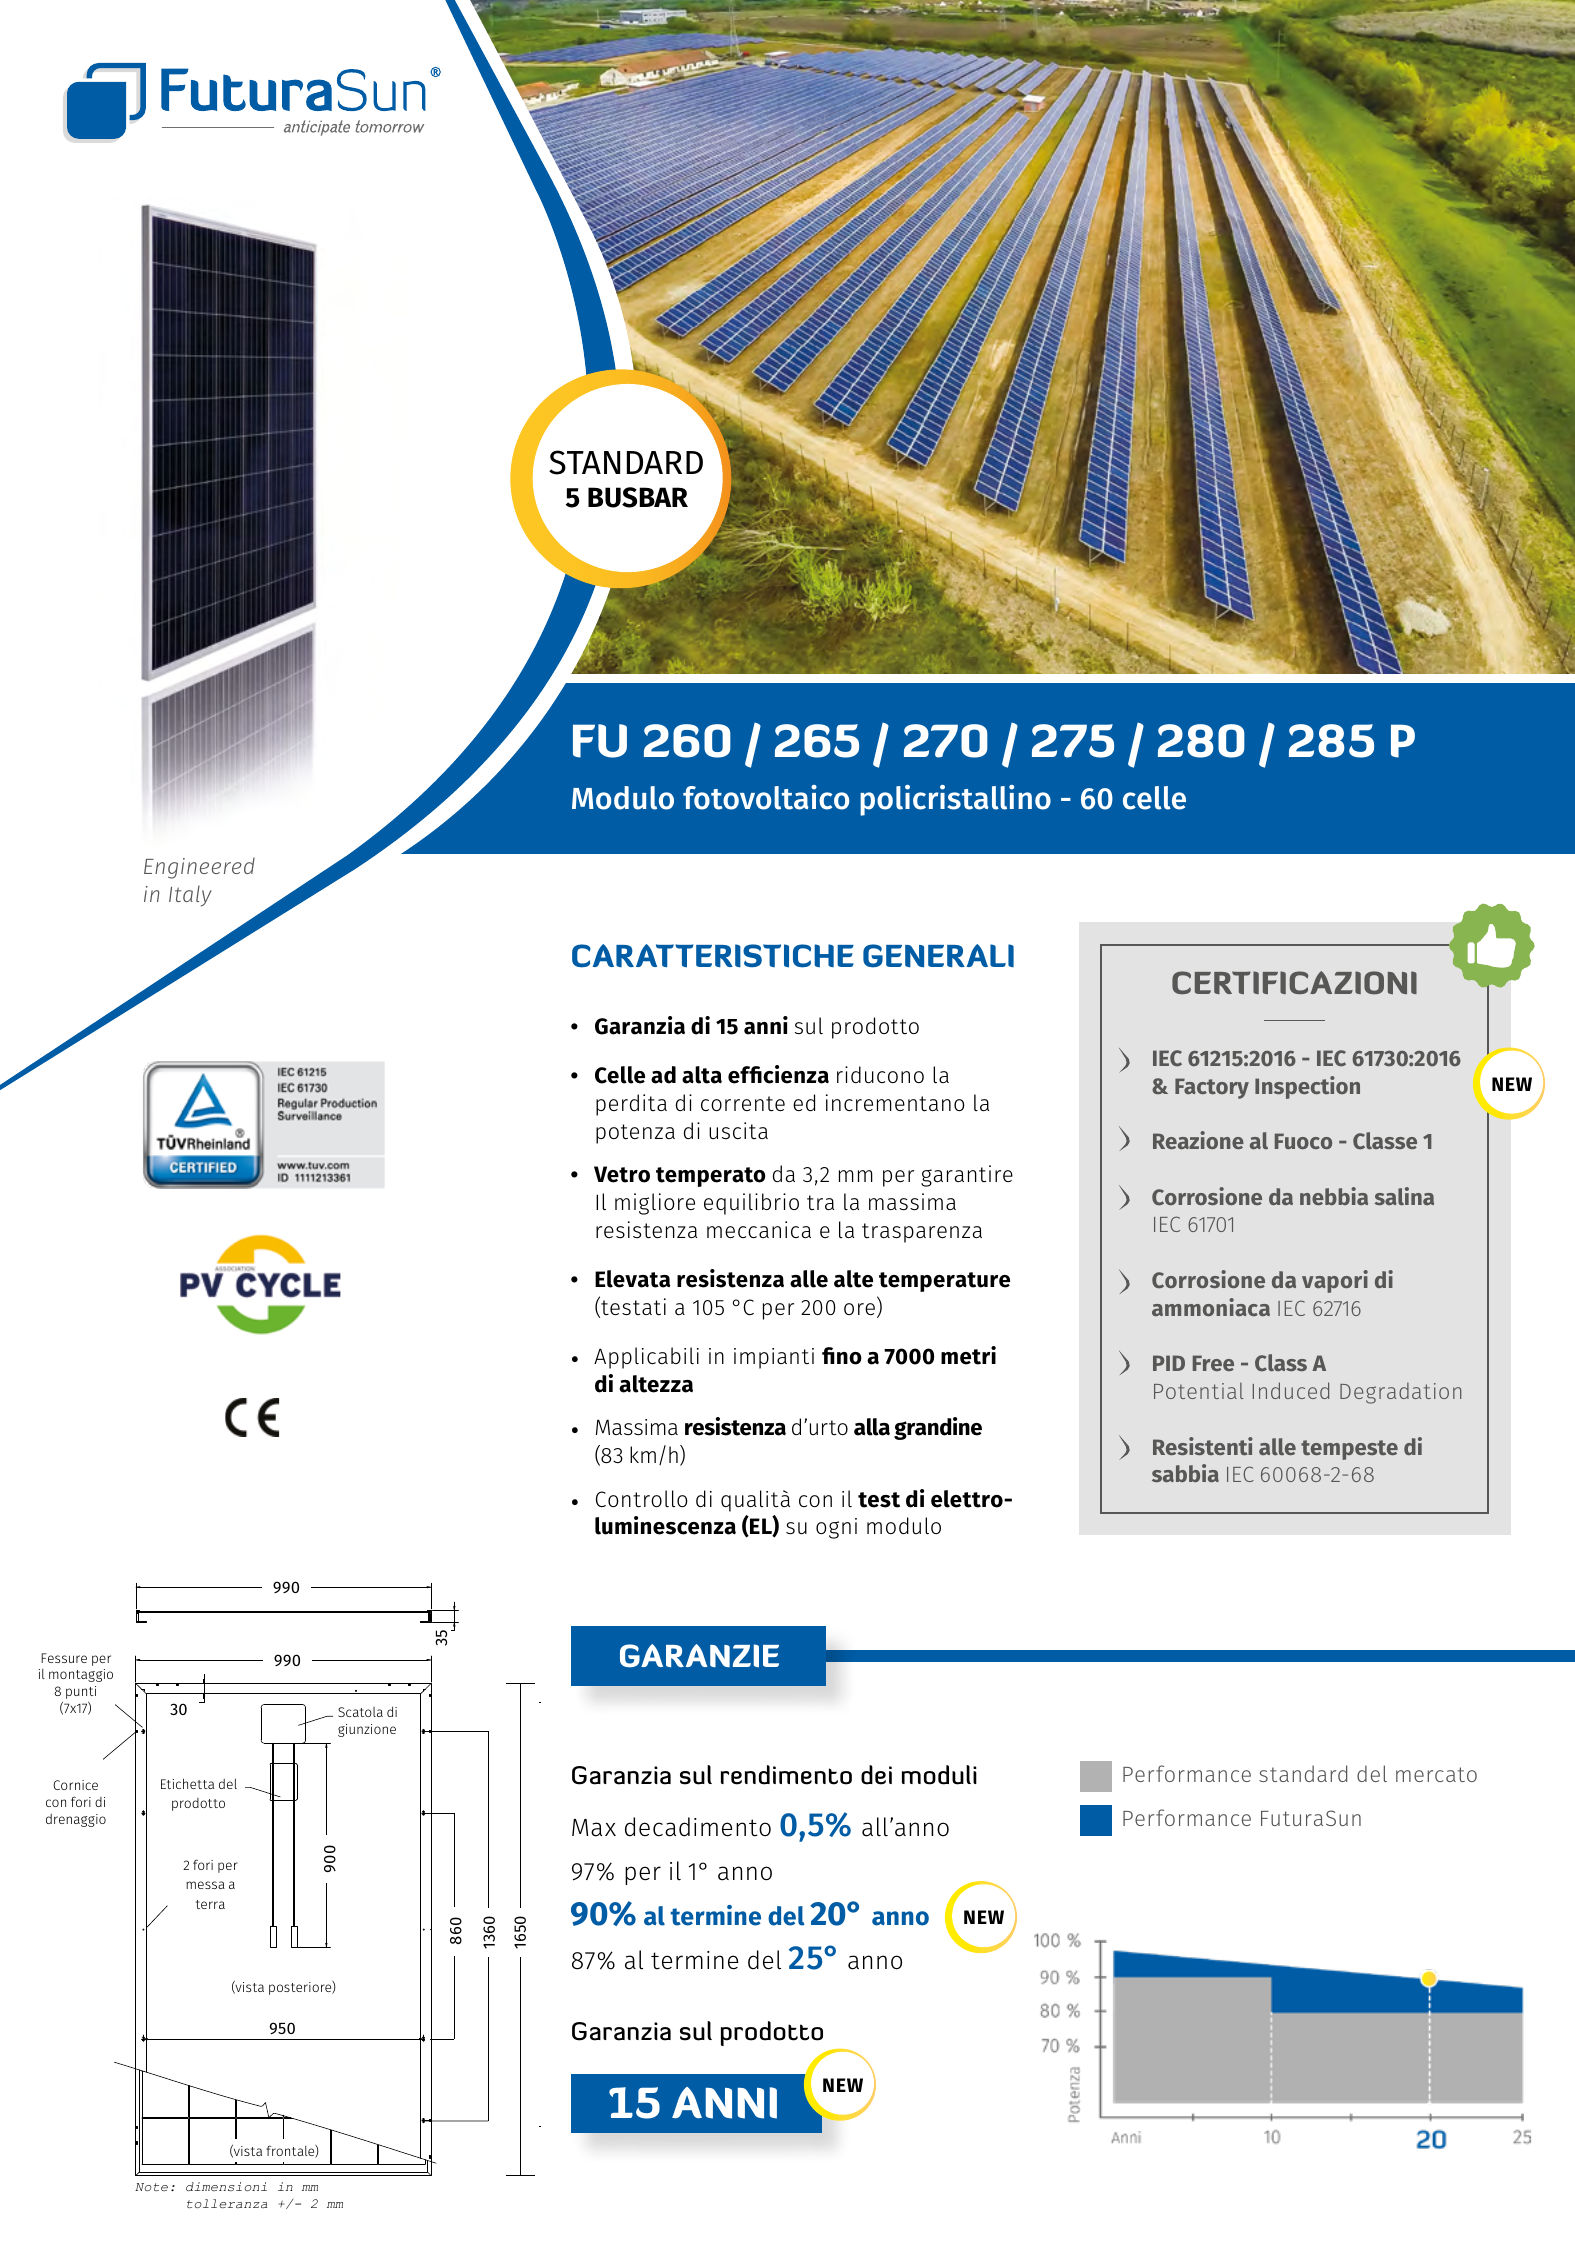 FuturaSun®
anticipate tomorrow
STANDARD
5 BUSBAR
FU 260 / 265 / 270 / 275 / 280 / 285 P
Modulo fotovoltaico policristallino - 60 celle
Engineered
in Italy
IEC 61215
IEC 61730
Regular Production
Surveillance
TÜVRheinland®
CERTIFIED
www.tuv.com
ID 1111213361
ASSOCIATION
PV CYCLE
CE
CARATTERISTICHE GENERALI
• Garanzia di 15 anni sul prodotto
• Celle ad alta efficienza riducono la
perdita di corrente ed incrementano la
potenza di uscita
• Vetro temperato da 3,2 mm per garantire
Il migliore equilibrio tra la massima
resistenza meccanica e la trasparenza
• Elevata resistenza alle alte temperature
(testati a 105 °C per 200 ore)
• Applicabili in impianti fino a 7000 metri
di altezza
• Massima resistenza d’urto alla grandine
(83 km/h)
• Controllo di qualità con il test di elettro-
luminescenza (EL) su ogni modulo
CERTIFICAZIONI
IEC 61215:2016 - IEC 61730:2016
& Factory Inspection
NEW
Reazione al Fuoco - Classe 1
Corrosione da nebbia salina
IEC 61701
Corrosione da vapori di
ammoniaca IEC 62716
PID Free - Class A
Potential Induced Degradation
Resistenti alle tempeste di
sabbia IEC 60068-2-68
990
35
990
Fessure per
il montaggio
8 punti
(7x17)
30
Scatola di
giunzione
Cornice
con fori di
drenaggio
Etichetta del
prodotto
900
2 fori per
messa a
terra
860
1360
1650
(vista posteriore)
950
(vista frontale)
Note: dimensioni in mm
tolleranza +/- 2 mm
GARANZIE
Garanzia sul rendimento dei moduli
Max decadimento 0,5% all’anno
97% per il 1° anno
90% al termine del 20° anno
NEW
87% al termine del 25° anno
Garanzia sul prodotto
15 ANNI
NEW
Performance standard del mercato
Performance FuturaSun
100 %
90 %
80 %
70 %
Potenza
Anni
10
20
25